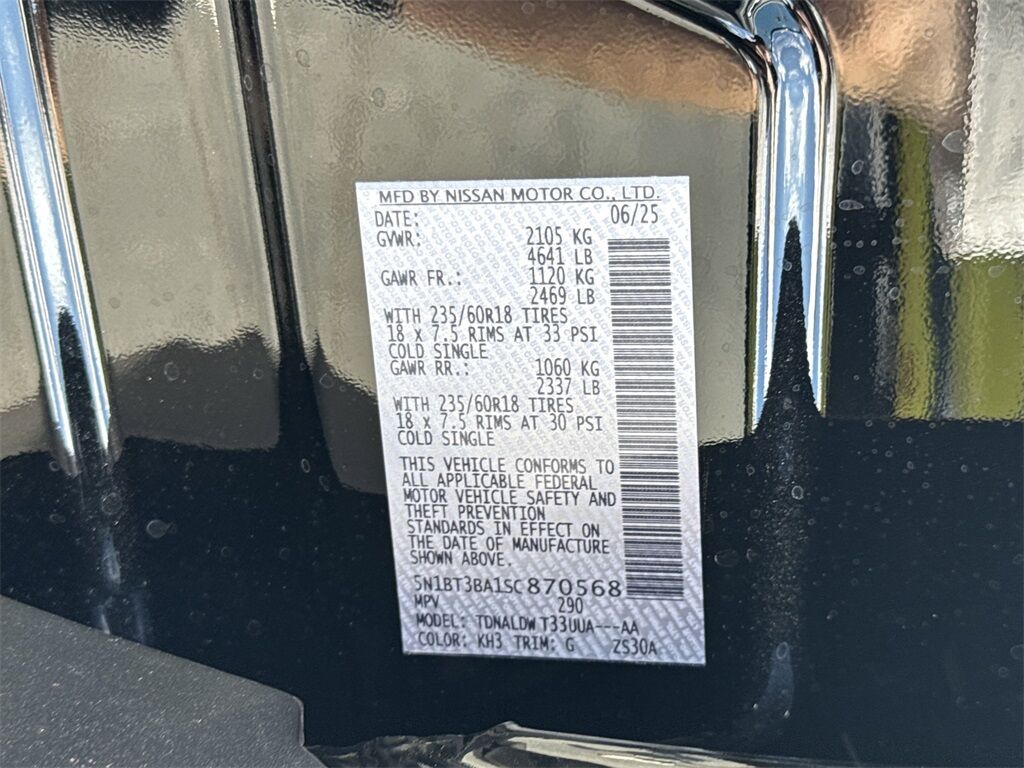 MFD BY NISSAN MOTOR CO., LTD.
DATE: 06/25
GVWR: 2105 KG
4641 LB
GAWR FR.: 1120 KG
2469 LB
WITH 235/60R18 TIRES
18 x 7.5 RIMS AT 33 PSI
COLD SINGLE
GAWR RR.: 1060 KG
2337 LB
WITH 235/60R18 TIRES
18 x 7.5 RIMS AT 30 PSI
COLD SINGLE
THIS VEHICLE CONFORMS TO
ALL APPLICABLE FEDERAL
MOTOR VEHICLE SAFETY AND
THEFT PREVENTION
STANDARDS IN EFFECT ON
THE DATE OF MANUFACTURE
SHOWN ABOVE.
5N1BT3BA1SC870568
MPV 290
MODEL: TDNALDW T33UUA---AA
COLOR: KH3 TRIM: G ZS30A